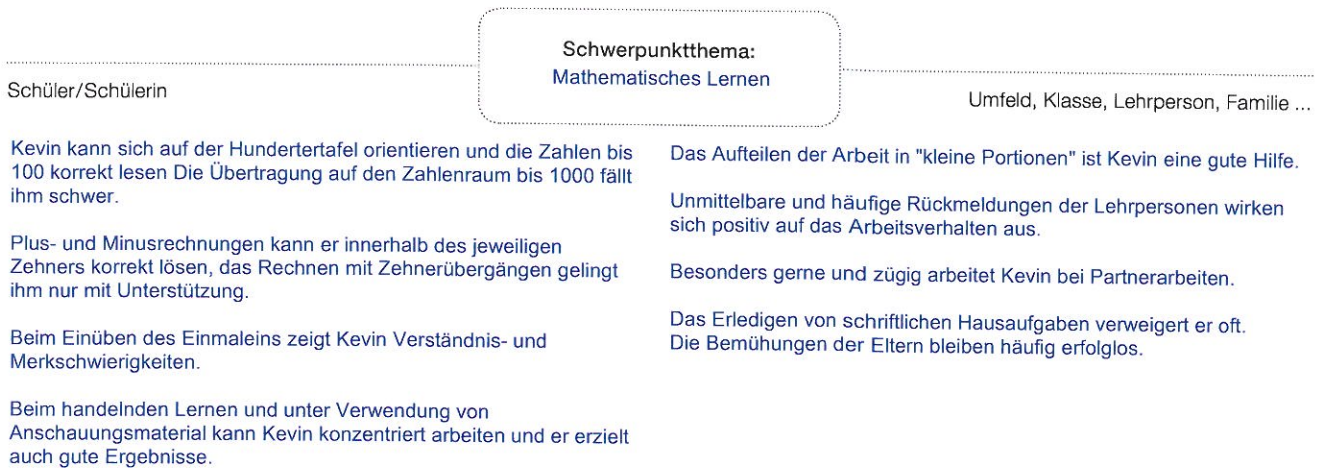 Schwerpunktthema:
Mathematisches Lernen
Schüler/Schülerin
Umfeld, Klasse, Lehrperson, Familie ...
Kevin kann sich auf der Hundertertafel orientieren und die Zahlen bis
100 korrekt lesen Die Übertragung auf den Zahlenraum bis 1000 fällt
ihm schwer.
Plus- und Minusrechnungen kann er innerhalb des jeweiligen
Zehners korrekt lösen, das Rechnen mit Zehnerübergängen gelingt
ihm nur mit Unterstützung.
Beim Einüben des Einmaleins zeigt Kevin Verständnis- und
Merkschwierigkeiten.
Beim handelnden Lernen und unter Verwendung von
Anschauungsmaterial kann Kevin konzentriert arbeiten und er erzielt
auch gute Ergebnisse.
Das Aufteilen der Arbeit in "kleine Portionen" ist Kevin eine gute Hilfe.
Unmittelbare und häufige Rückmeldungen der Lehrpersonen wirken
sich positiv auf das Arbeitsverhalten aus.
Besonders gerne und zügig arbeitet Kevin bei Partnerarbeiten.
Das Erledigen von schriftlichen Hausaufgaben verweigert er oft.
Die Bemühungen der Eltern bleiben häufig erfolglos.